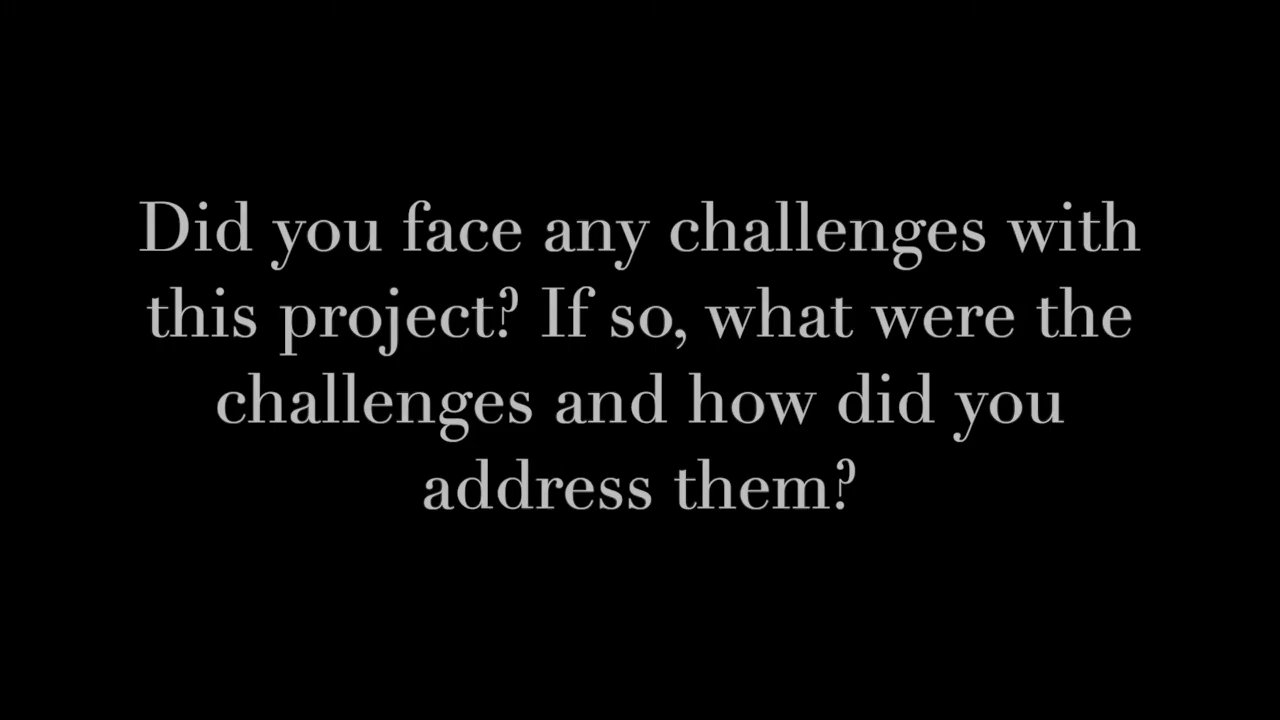 Did you face any challenges with
this project? If so, what were the
challenges and how did you
address them?